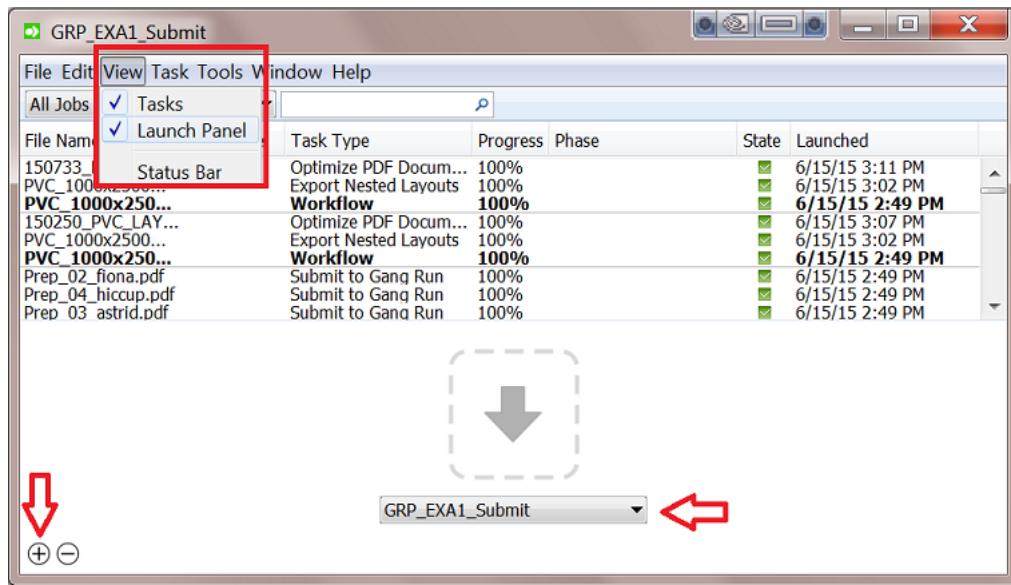 GRP_EXA1_Submit
File Edit View Task Tools Window Help
All Jobs
Tasks
Launch Panel
Status Bar
File Name Task Type Progress Phase State Launched
150733_ Optimize PDF Docum... 100% 6/15/15 3:11 PM
PVC_1000x2500... Export Nested Layouts 100% 6/15/15 3:02 PM
PVC_1000x250... Workflow 100% 6/15/15 2:49 PM
150250_PVC_LAY... Optimize PDF Docum... 100% 6/15/15 3:07 PM
PVC_1000x2500... Export Nested Layouts 100% 6/15/15 3:02 PM
PVC_1000x250... Workflow 100% 6/15/15 2:49 PM
Prep_02_fiona.pdf Submit to Gang Run 100% 6/15/15 2:49 PM
Prep_04_hiccup.pdf Submit to Gang Run 100% 6/15/15 2:49 PM
Prep_03_astrid.pdf Submit to Gang Run 100% 6/15/15 2:49 PM
GRP_EXA1_Submit